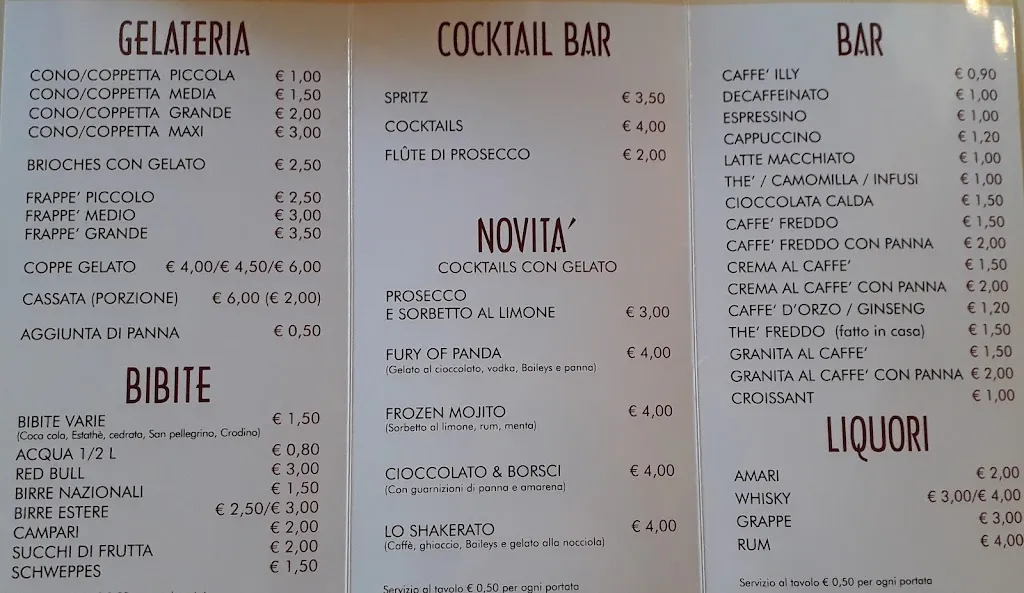 GELATERIA
CONO/COPPETTA PICCOLA € 1,00
CONO/COPPETTA MEDIA € 1,50
CONO/COPPETTA GRANDE € 2,00
CONO/COPPETTA MAXI € 3,00
BRIOCHES CON GELATO € 2,50
FRAPPE' PICCOLO € 2,50
FRAPPE' MEDIO € 3,00
FRAPPE' GRANDE € 3,50
COPPE GELATO € 4,00/€ 4,50/€ 6,00
CASSATA (PORZIONE) € 6,00 (€ 2,00)
AGGIUNTA DI PANNA € 0,50
BIBITE
BIBITE VARIE € 1,50
(Coca cola, Estathè, cedrata, San pellegrino, Crodino)
ACQUA 1/2 L € 0,80
RED BULL € 3,00
BIRRE NAZIONALI € 1,50
BIRRE ESTERE € 2,50/€ 3,00
CAMPARI € 2,00
SUCCHI DI FRUTTA € 2,00
SCHWEPPES € 1,50
COCKTAIL BAR
SPRITZ € 3,50
COCKTAILS € 4,00
FLÛTE DI PROSECCO € 2,00
NOVITA'
COCKTAILS CON GELATO
PROSECCO
E SORBETTO AL LIMONE € 3,00
FURY OF PANDA € 4,00
(Gelato al cioccolato, vodka, Baileys e panna)
FROZEN MOJITO € 4,00
(Sorbetto al limone, rum, menta)
CIOCCOLATO & BORSCI € 4,00
(Con guarnizioni di panna e amarena)
LO SHAKERATO € 4,00
(Caffè, ghiaccio, Baileys e gelato alla nocciola)
Servizio al tavolo € 0,50 per ogni portata
BAR
CAFFE' ILLY € 0,90
DECAFFEINATO € 1,00
ESPRESSINO € 1,00
CAPPUCCINO € 1,20
LATTE MACCHIATO € 1,00
THE' / CAMOMILLA / INFUSI € 1,00
CIOCCOLATA CALDA € 1,50
CAFFE' FREDDO € 1,50
CAFFE' FREDDO CON PANNA € 2,00
CREMA AL CAFFE' € 1,50
CREMA AL CAFFE' CON PANNA € 2,00
CAFFE' D'ORZO / GINSENG € 1,20
THE' FREDDO (fatto in casa) € 1,50
GRANITA AL CAFFE' € 1,50
GRANITA AL CAFFE' CON PANNA € 2,00
CROISSANT € 1,00
LIQUORI
AMARI € 2,00
WHISKY € 3,00/€ 4,00
GRAPPE € 3,00
RUM € 4,00
Servizio al tavolo € 0,50 per ogni portata